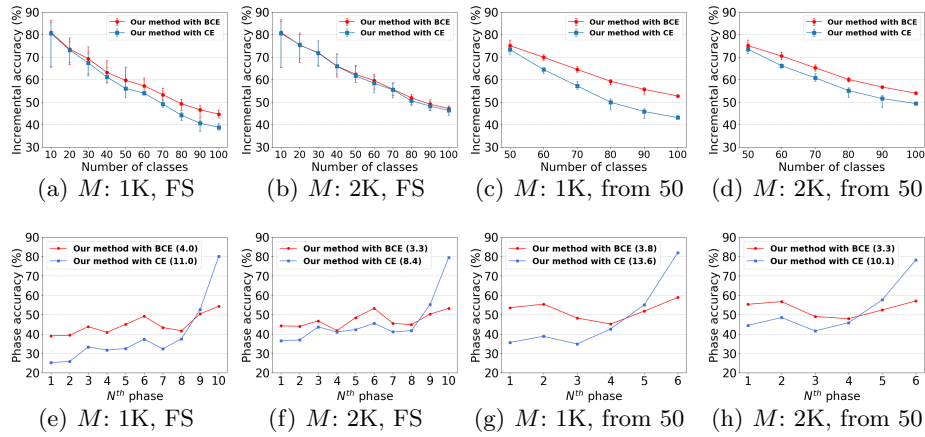 Our method with BCE
Our method with CE
Incremental accuracy (%)
90
80
70
60
50
40
30
10 20 30 40 50 60 70 80 90 100
Number of classes
(a) M: 1K, FS
Our method with BCE
Our method with CE
Incremental accuracy (%)
90
80
70
60
50
40
30
10 20 30 40 50 60 70 80 90 100
Number of classes
(b) M: 2K, FS
Our method with BCE
Our method with CE
Incremental accuracy (%)
90
80
70
60
50
40
30
50 60 70 80 90 100
Number of classes
(c) M: 1K, from 50
Our method with BCE
Our method with CE
Incremental accuracy (%)
90
80
70
60
50
40
30
50 60 70 80 90 100
Number of classes
(d) M: 2K, from 50
Our method with BCE (4.0)
Our method with CE (11.0)
Phase accuracy (%)
90
80
70
60
50
40
30
20
1 2 3 4 5 6 7 8 9 10
Nth phase
(e) M: 1K, FS
Our method with BCE (3.3)
Our method with CE (8.4)
Phase accuracy (%)
90
80
70
60
50
40
30
20
1 2 3 4 5 6 7 8 9 10
Nth phase
(f) M: 2K, FS
Our method with BCE (3.8)
Our method with CE (13.6)
Phase accuracy (%)
90
80
70
60
50
40
30
20
1 2 3 4 5 6
Nth phase
(g) M: 1K, from 50
Our method with BCE (3.3)
Our method with CE (10.1)
Phase accuracy (%)
90
80
70
60
50
40
30
20
1 2 3 4 5 6
Nth phase
(h) M: 2K, from 50